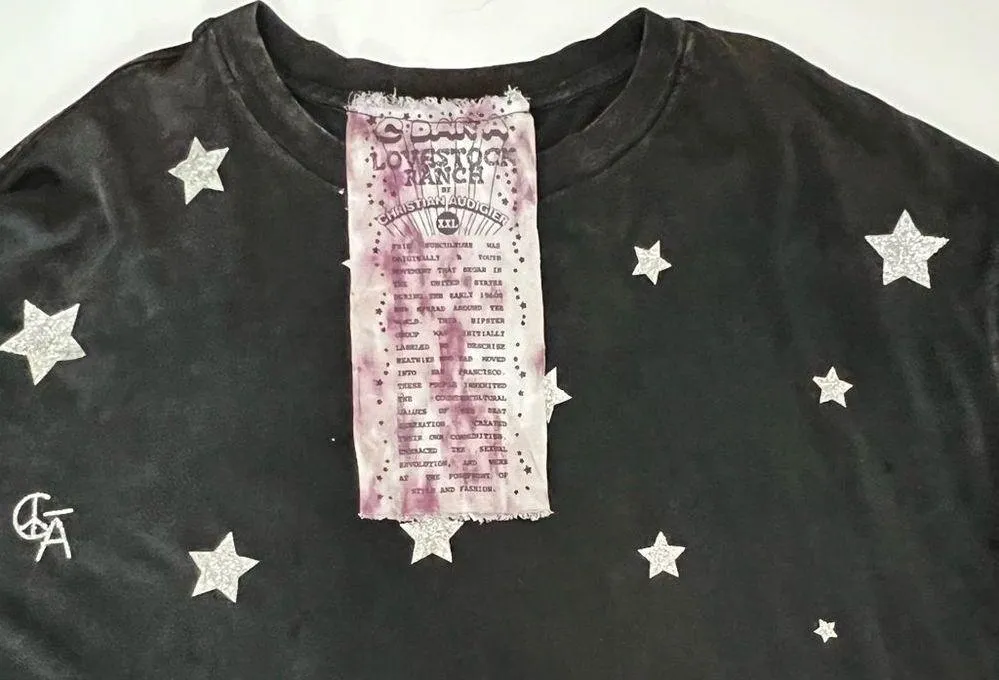 C DANA
LOVESTOCK
RANCH
BY
CHRISTIAN AUDIGIER
XXL
THIS SUBCULTURE WAS
ORIGINALLY A YOUTH
MOVEMENT THAT BEGAN IN
THE UNITED STATES
DURING THE EARLY 1960S
AND SPREAD AROUND THE
WORLD. THIS HIPSTER
GROUP WAS INITIALLY
LABELED TO DESCRIBE
BEATNIKS WHO HAD MOVED
INTO SAN FRANCISCO.
THESE PEOPLE INHERITED
THE COUNTERCULTURAL
VALUES OF THE BEAT
GENERATION, CREATED
THEIR OWN COMMUNITIES,
EMBRACED THE SEXUAL
REVOLUTION, AND WERE
AT THE FOREFRONT OF
STYLE AND FASHION.
CA